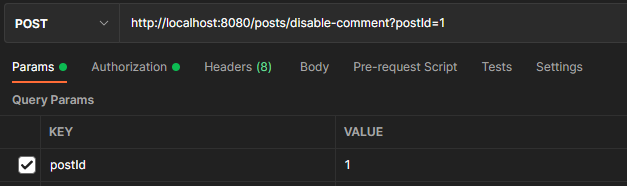 POST http://localhost:8080/posts/disable-comment?postId=1
Params Authorization Headers (8) Body Pre-request Script Tests Settings
Query Params
KEY VALUE
postId 1